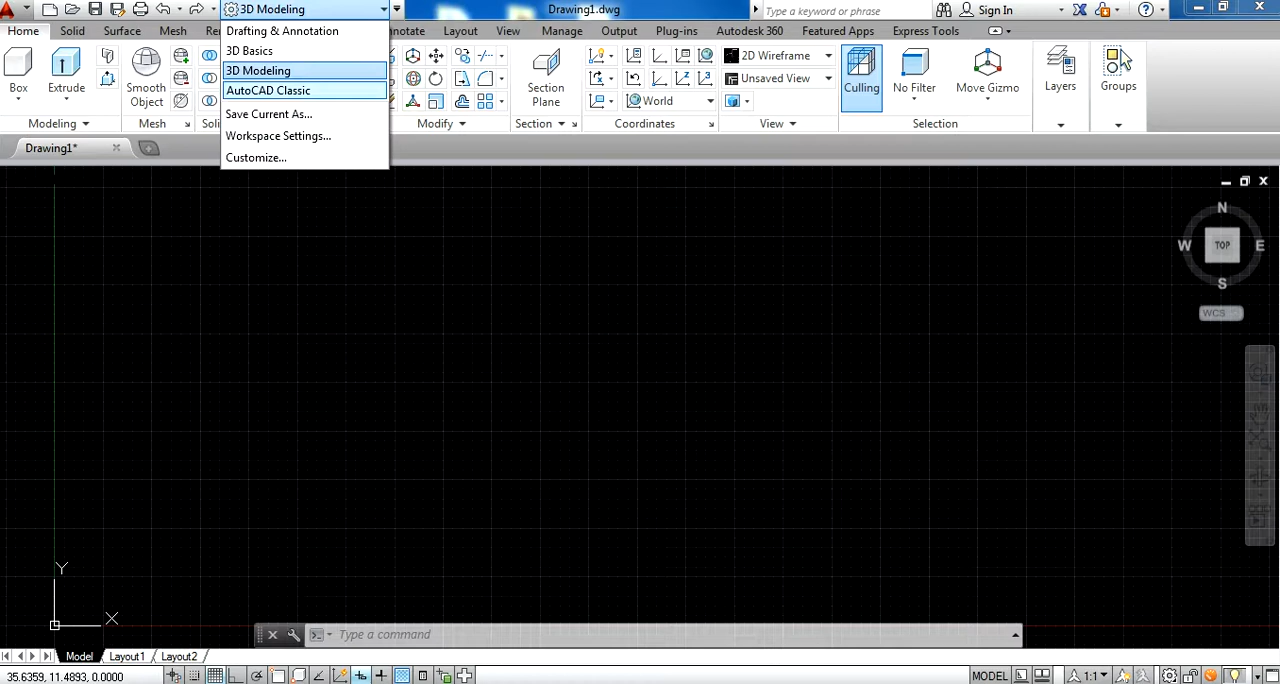 3D Modeling
Drawing1.dwg
Type a keyword or phrase
Sign In
Home Solid Surface Mesh
notate Layout View Manage Output Plug-ins Autodesk 360 Featured Apps Express Tools
Drafting & Annotation
3D Basics
3D Modeling
AutoCAD Classic
Save Current As...
Workspace Settings...
Customize...
Box
Extrude
Smooth
Object
Section
Plane
2D Wireframe
Unsaved View
World
Culling
No Filter
Move Gizmo
Layers
Groups
Modeling
Mesh
Modify
Section
Coordinates
View
Selection
Drawing1*
N
W
TOP
E
S
WCS
Y
X
Type a command
Model Layout1 Layout2
35.6359, 11.4893, 0.0000
MODEL
1:1